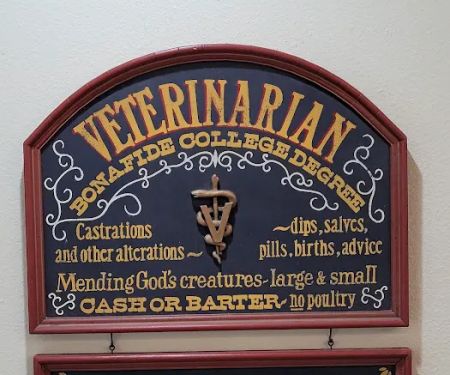 VETERINARIAN
BONAFIDE COLLEGE DEGREE
V
Castrations
and other alterations ~
~dips, salves,
pills, births, advice
Mending God's creatures - large & small
CASH OR BARTER - no poultry